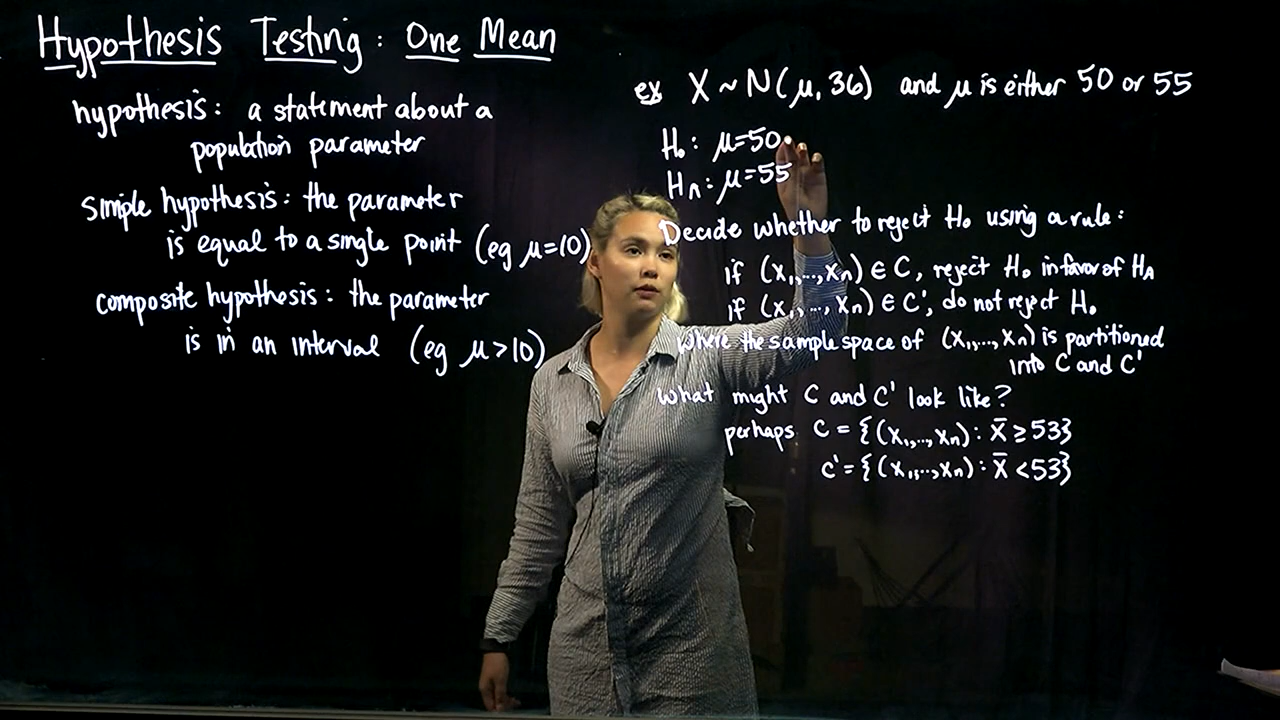 Hypothesis Testing: One Mean
hypothesis: a statement about a
population parameter
simple hypothesis: the parameter
is equal to a single point (eg μ=10)
composite hypothesis: the parameter
is in an interval (eg μ>10)
ex X ~ N(μ, 36) and μ is either 50 or 55
H₀: μ=50
H_A: μ=55
Decide whether to reject H₀ using a rule:
if (x₁,...,xₙ) ∈ C, reject H₀ in favor of H_A
if (x₁,...,xₙ) ∈ C', do not reject H₀
where the sample space of (x₁,...,xₙ) is partitioned
into C and C'
What might C and C' look like?
perhaps C = {(x₁,...,xₙ): x̄ ≥ 53}
C' = {(x₁,...,xₙ): x̄ < 53}